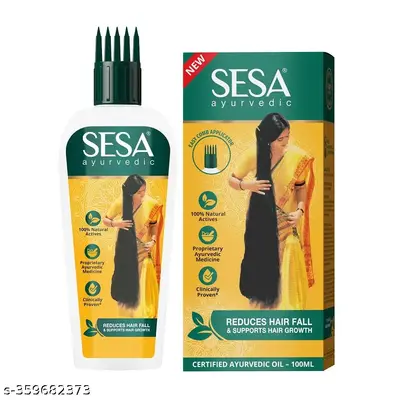 SESA®
ayurvedic
100% Natural
Actives
Proprietary
Ayurvedic
Medicine
Clinically
Proven*
REDUCES HAIR FALL
& SUPPORTS HAIR GROWTH
NEW
SESA®
ayurvedic
EASY COMB APPLICATOR
100% Natural
Actives
Proprietary
Ayurvedic
Medicine
Clinically
Proven*
REDUCES HAIR FALL
& SUPPORTS HAIR GROWTH
CERTIFIED AYURVEDIC OIL – 100ML
s-359682373